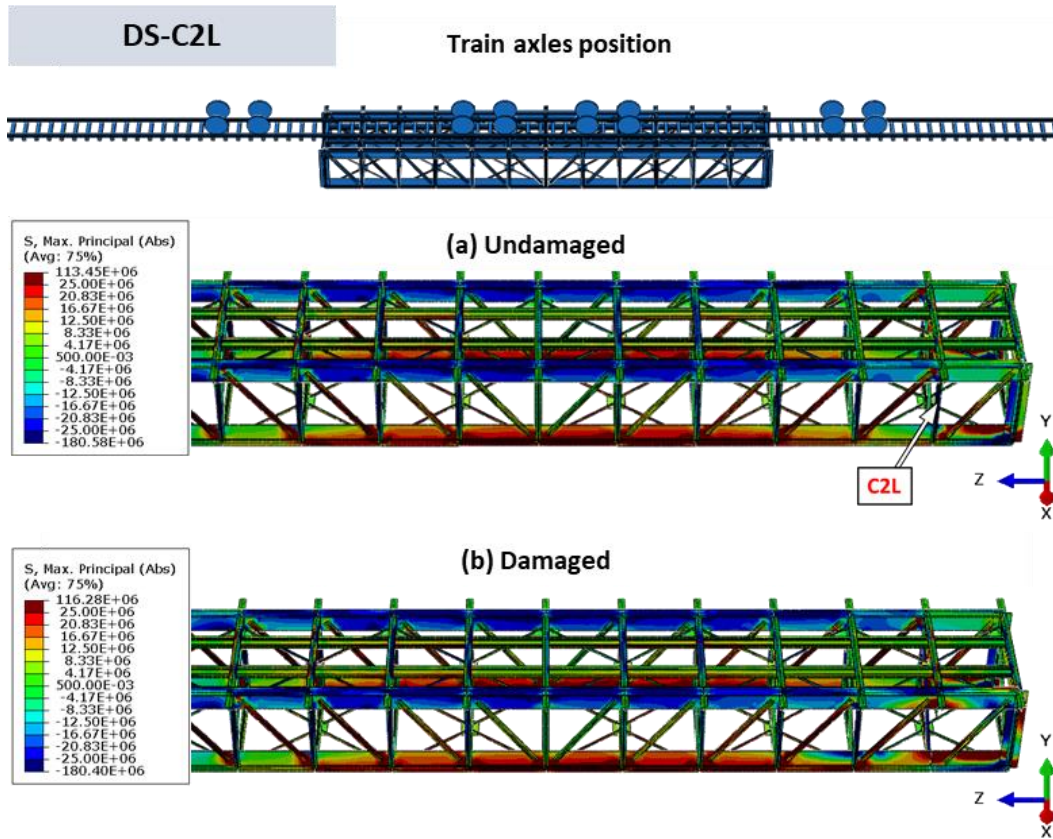 DS-C2L
Train axles position
(a) Undamaged
S, Max. Principal (Abs)
(Avg: 75%)
113.45E+06
25.00E+06
20.83E+06
16.67E+06
12.50E+06
8.33E+06
4.17E+06
500.00E-03
-4.17E+06
-8.33E+06
-12.50E+06
-16.67E+06
-20.83E+06
-25.00E+06
-180.58E+06
C2L
Y
Z
X
(b) Damaged
S, Max. Principal (Abs)
(Avg: 75%)
116.28E+06
25.00E+06
20.83E+06
16.67E+06
12.50E+06
8.33E+06
4.17E+06
500.00E-03
-4.17E+06
-8.33E+06
-12.50E+06
-16.67E+06
-20.83E+06
-25.00E+06
-180.40E+06
Y
Z
X